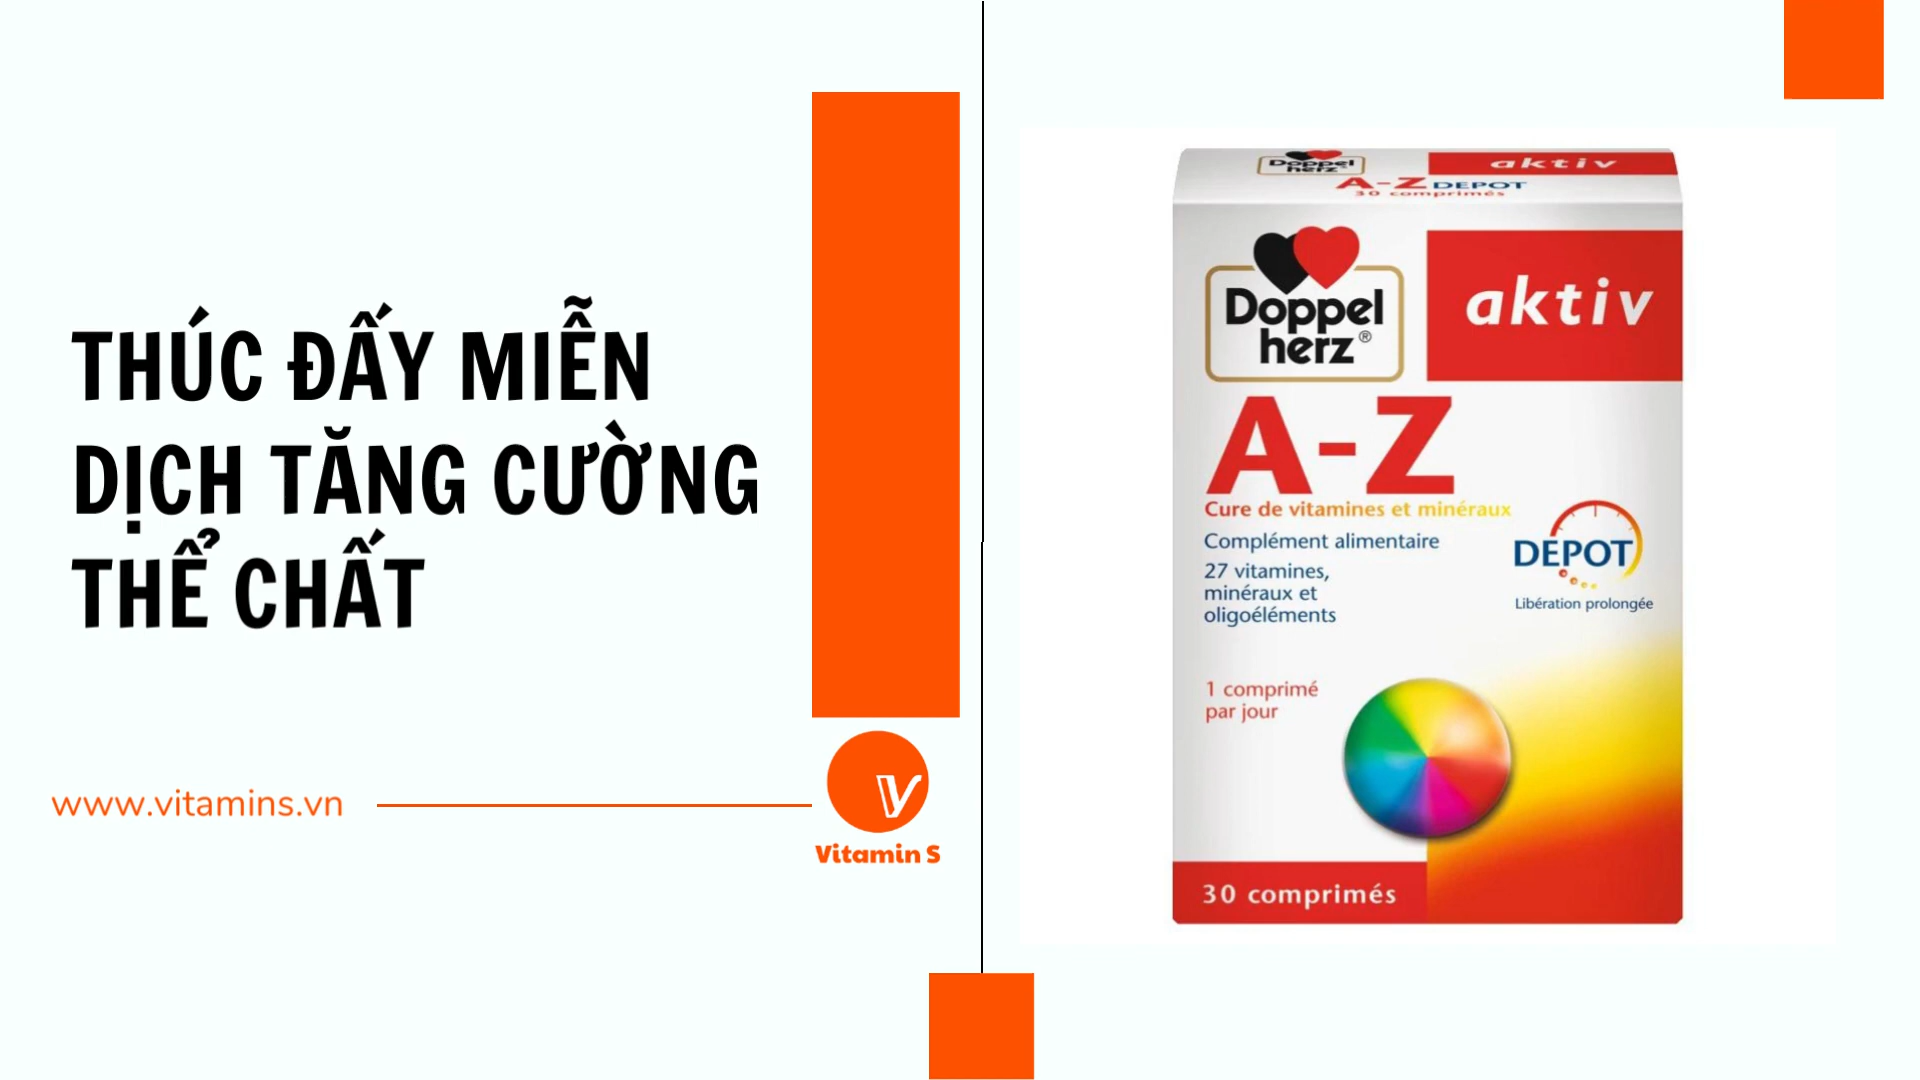 THÚC ĐẤY MIỄN
DỊCH TĂNG CƯỜNG
THỂ CHẤT
www.vitamins.vn
V
Vitamin S
Doppel
herz®
aktiv
A-Z DEPOT
30 comprimés
Doppel
herz®
aktiv
A-Z
Cure de vitamines et minéraux
Complément alimentaire
27 vitamines,
minéraux et
oligoéléments
DEPOT
Libération prolongée
1 comprimé
par jour
30 comprimés